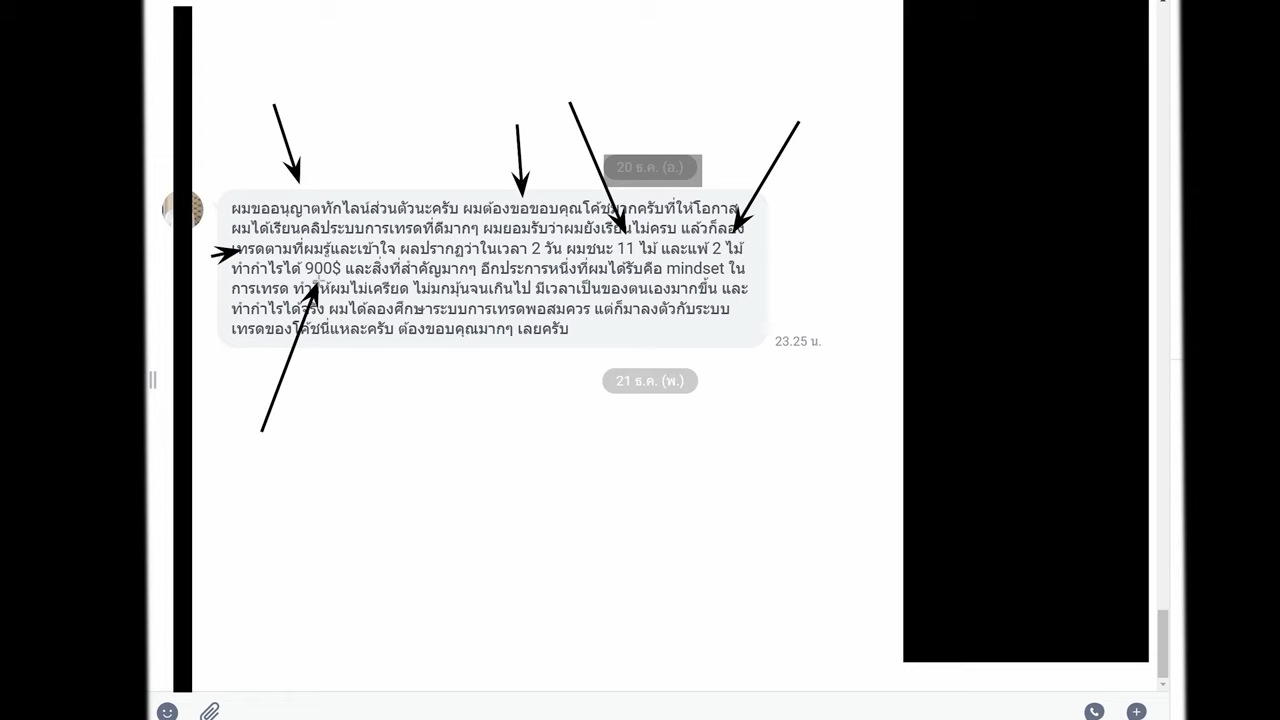 20 ธ.ค. (อ.)
ผมขออนุญาตทักไลน์ส่วนตัวนะครับ ผมต้องขอขอบคุณโค้ชมากครับที่ให้โอกาส
ผมได้เรียนคลิประบบการเทรดที่ดีมากๆ ผมยอมรับว่าผมยังเรียนไม่ครบ แล้วก็ลอง
เทรดตามที่ผมรู้และเข้าใจ ผลปรากฏว่าในเวลา 2 วัน ผมชนะ 11 ไม้ และแพ้ 2 ไม้
ทำกำไรได้ 900$ และสิ่งที่สำคัญมากๆ อีกประการหนึ่งที่ผมได้รับคือ mindset ใน
การเทรด ทำให้ผมไม่เครียด ไม่มกมุ้นจนเกินไป มีเวลาเป็นของตนเองมากขึ้น และ
ทำกำไรได้จริง ผมได้ลองศึกษาระบบการเทรดพอสมควร แต่ก็มาลงตัวกับระบบ
เทรดของโค้ชนี่แหละครับ ต้องขอบคุณมากๆ เลยครับ
23.25 น.
21 ธ.ค. (พ.)